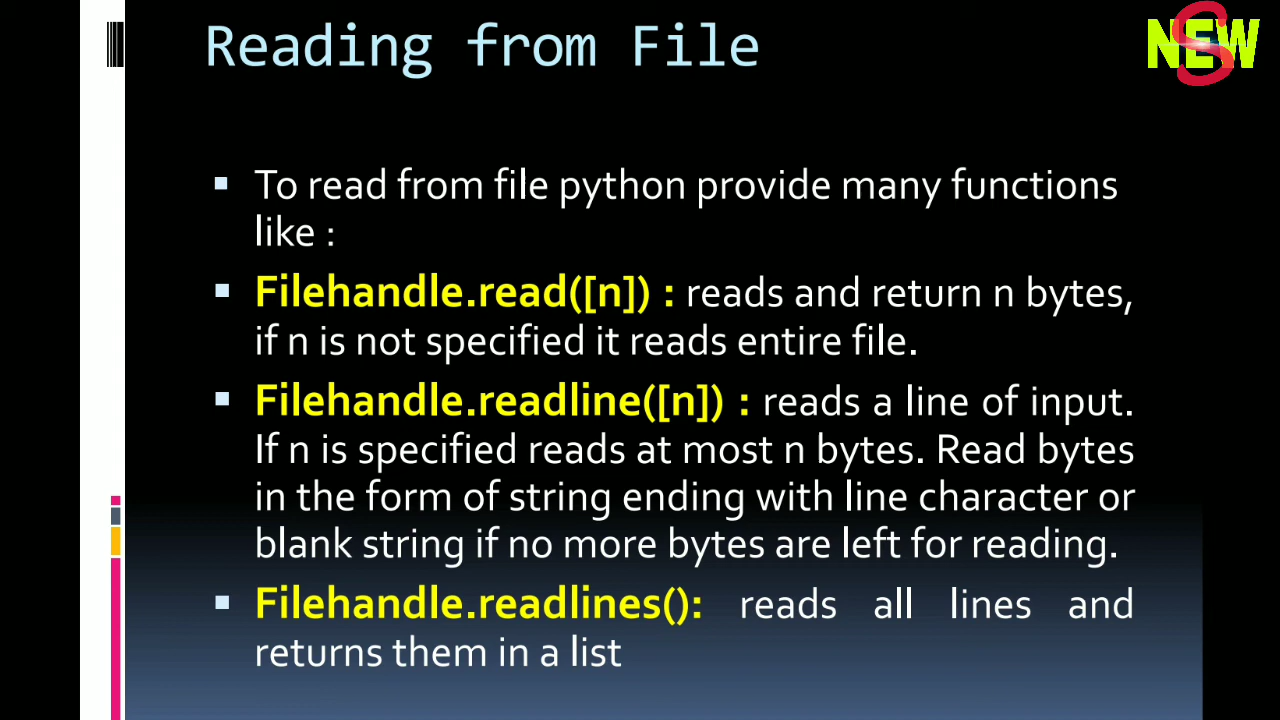 Reading from File
NEW
S
To read from file python provide many functions
like :
Filehandle.read([n]) : reads and return n bytes,
if n is not specified it reads entire file.
Filehandle.readline([n]) : reads a line of input.
If n is specified reads at most n bytes. Read bytes
in the form of string ending with line character or
blank string if no more bytes are left for reading.
Filehandle.readlines(): reads all lines and
returns them in a list